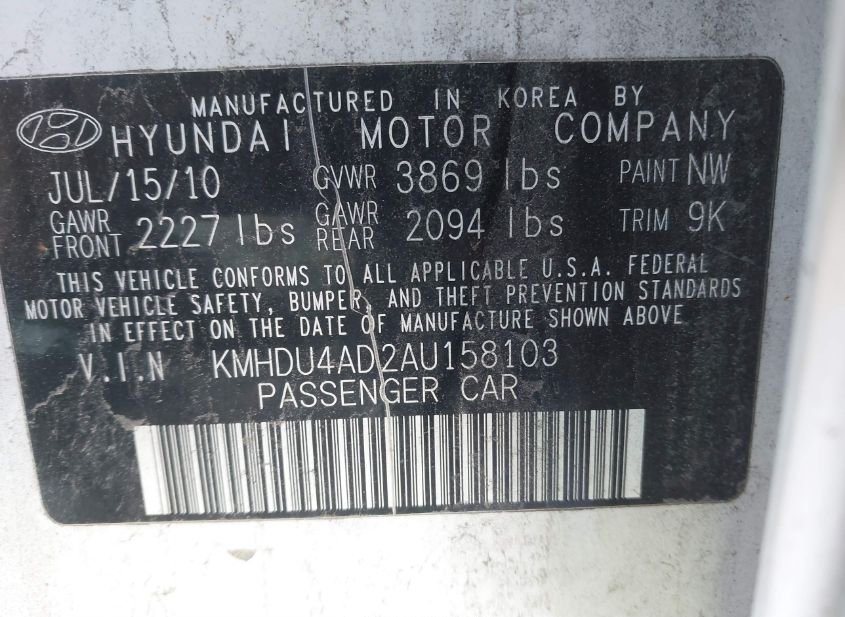 MANUFACTURED IN KOREA BY
HYUNDAI MOTOR COMPANY
JUL/15/10 GVWR 3869 lbs PAINT NW
GAWR FRONT 2227 lbs GAWR REAR 2094 lbs TRIM 9K
THIS VEHICLE CONFORMS TO ALL APPLICABLE U.S.A. FEDERAL
MOTOR VEHICLE SAFETY, BUMPER, AND THEFT PREVENTION STANDARDS
IN EFFECT ON THE DATE OF MANUFACTURE SHOWN ABOVE
V.I.N KMHDU4AD2AU158103
PASSENGER CAR